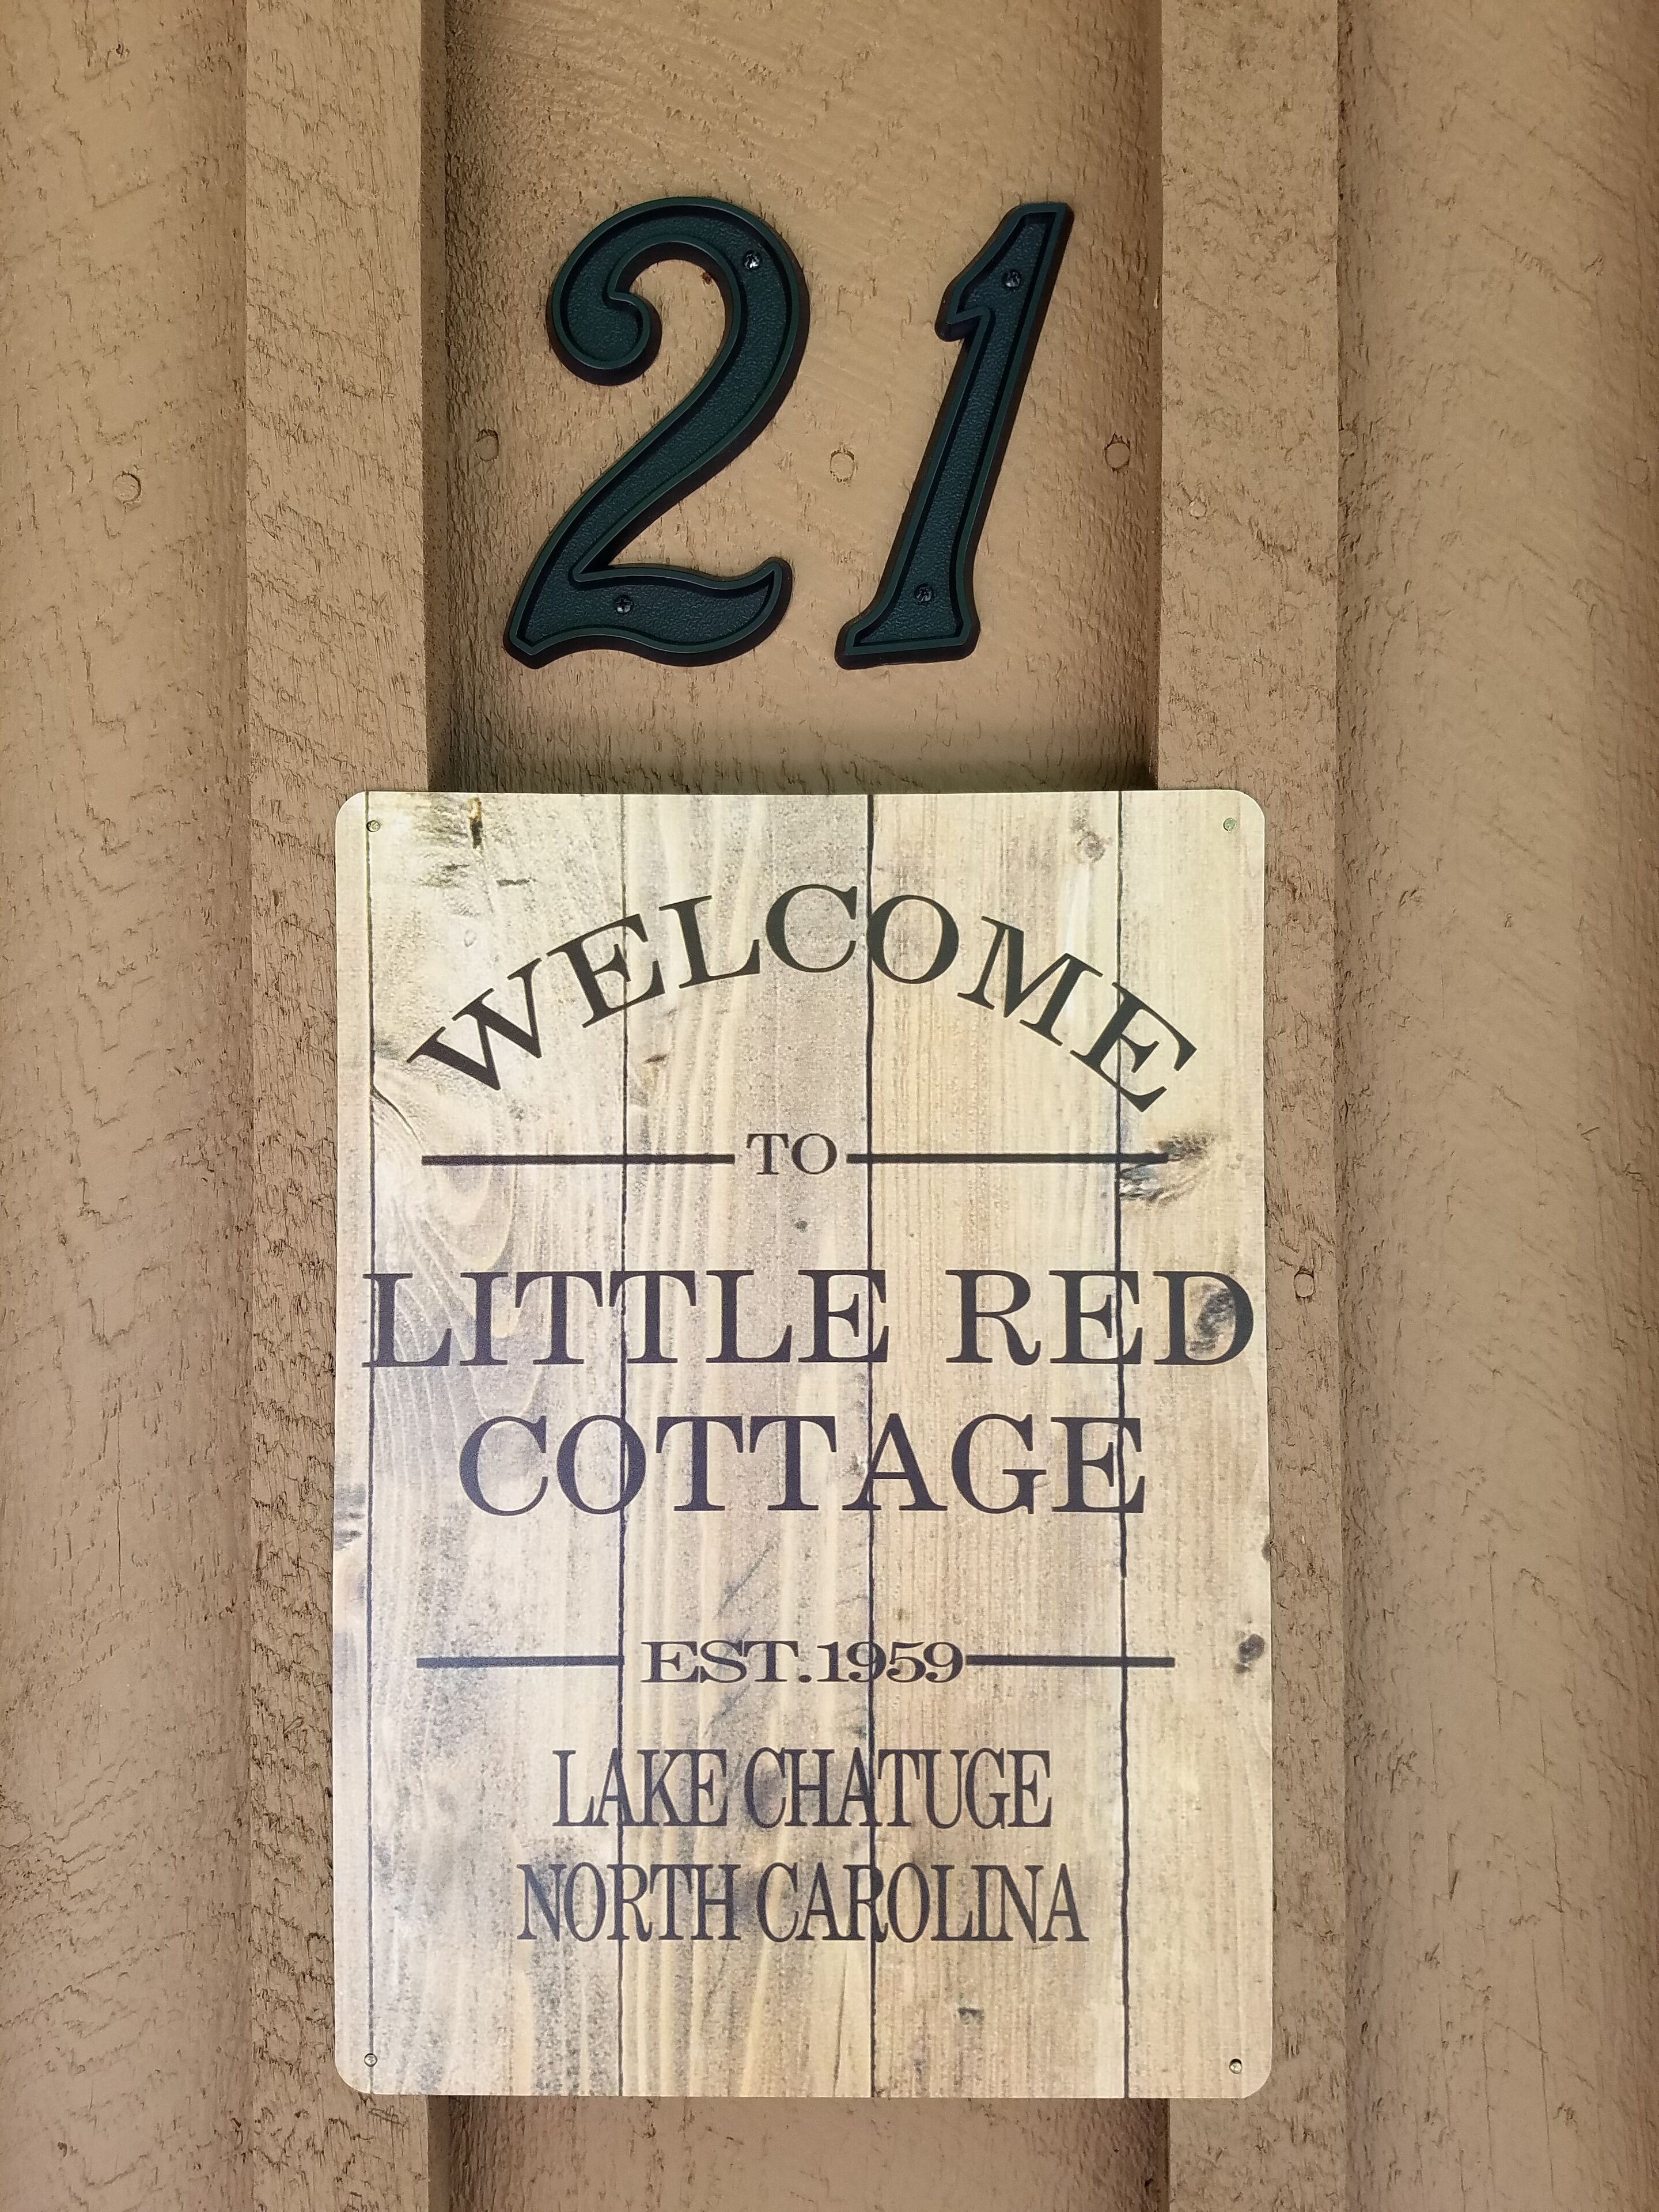 21
WELCOME
TO
LITTLE RED
COTTAGE
EST.1959
LAKE CHATUGE
NORTH CAROLINA